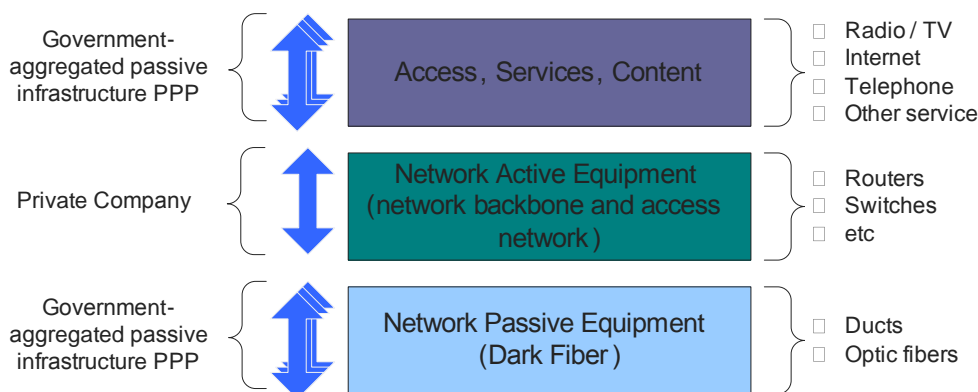 Government-
aggregated passive
infrastructure PPP
Access, Services, Content
Radio / TV
Internet
Telephone
Other service
Private Company
Network Active Equipment
(network backbone and access
network)
Routers
Switches
etc
Government-
aggregated passive
infrastructure PPP
Network Passive Equipment
(Dark Fiber)
Ducts
Optic fibers